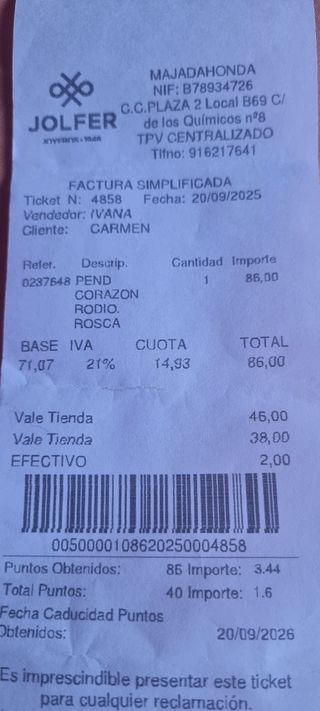 MAJADAHONDA
NIF: B78934726
C.C.PLAZA 2 Local B69 C/
de los Químicos nº8
TPV CENTRALIZADO
Tlfno: 916217641
JOLFER
FACTURA SIMPLIFICADA
Ticket N: 4858 Fecha: 20/09/2025
Vendedor: IVANA
Cliente: CARMEN
Refer. Descrip. Cantidad Importe
0237648 PEND 1 86,00
CORAZON
RODIO.
ROSCA
BASE IVA CUOTA TOTAL
71,07 21% 14,93 86,00
Vale Tienda 46,00
Vale Tienda 38,00
EFECTIVO 2,00
0050000108620250004858
Puntos Obtenidos: 86 Importe: 3.44
Total Puntos: 40 Importe: 1.6
Fecha Caducidad Puntos
Obtenidos: 20/09/2026
Es imprescindible presentar este ticket
para cualquier reclamación.